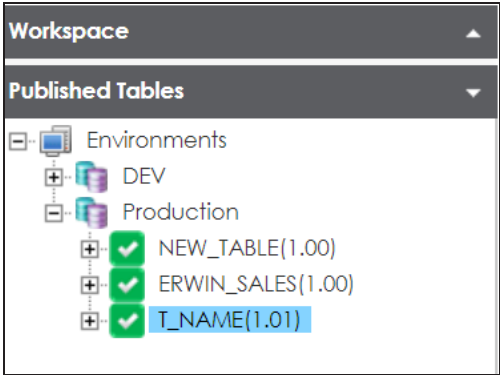 Workspace
Published Tables
Environments
DEV
Production
NEW_TABLE(1.00)
ERWIN_SALES(1.00)
T_NAME(1.01)